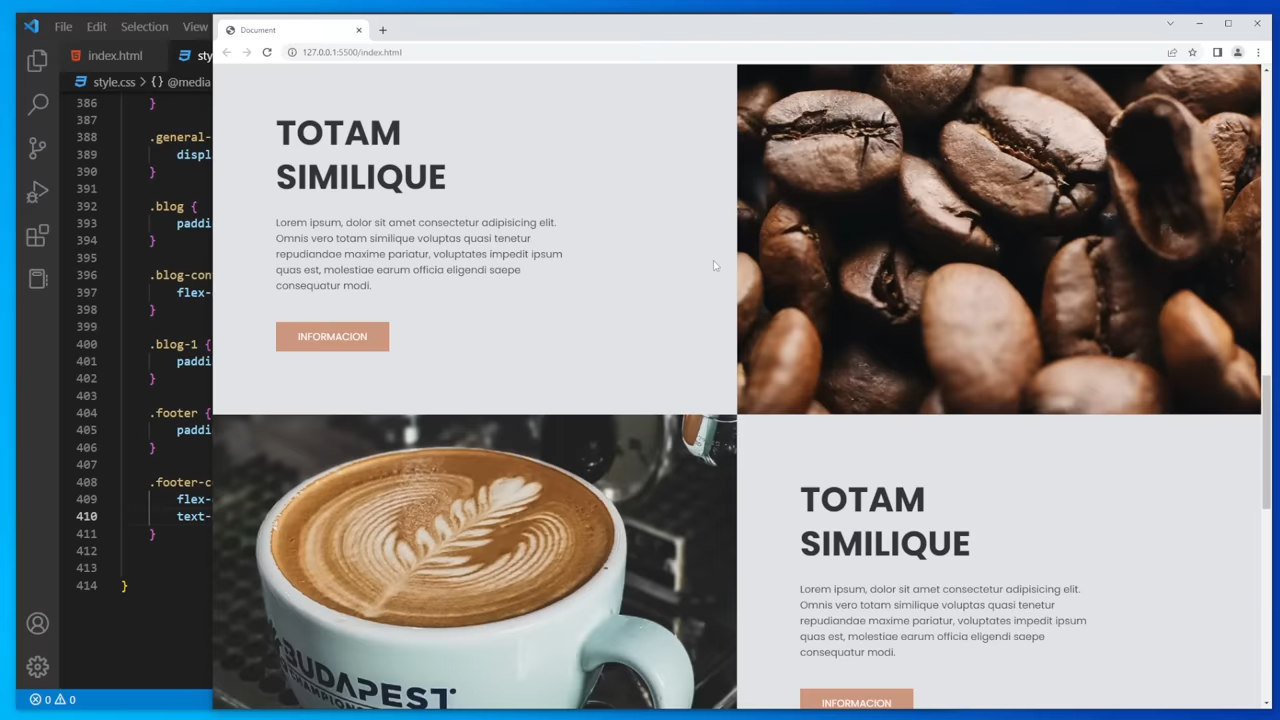 File Edit Selection View
index.html
style.css > {} @media
386 }
387
388 .general-
389 displ
390 }
391
392 .blog {
393 paddi
394 }
395
396 .blog-con
397 flex-
398 }
399
400 .blog-1 {
401 paddi
402 }
403
404 .footer {
405 paddi
406 }
407
408 .footer-c
409 flex-
410 text-
411 }
412
413
414 }
0 0
Document
127.0.0.1:5500/index.html
TOTAM
SIMILIQUE
Lorem ipsum, dolor sit amet consectetur adipisicing elit.
Omnis vero totam similique voluptas quasi tenetur
repudiandae maxime pariatur, voluptates impedit ipsum
quas est, molestiae earum officia eligendi saepe
consequatur modi.
INFORMACION
BUDAPEST
TOTAM
SIMILIQUE
Lorem ipsum, dolor sit amet consectetur adipisicing elit.
Omnis vero totam similique voluptas quasi tenetur
repudiandae maxime pariatur, voluptates impedit ipsum
quas est, molestiae earum officia eligendi saepe
consequatur modi.
INFORMACION